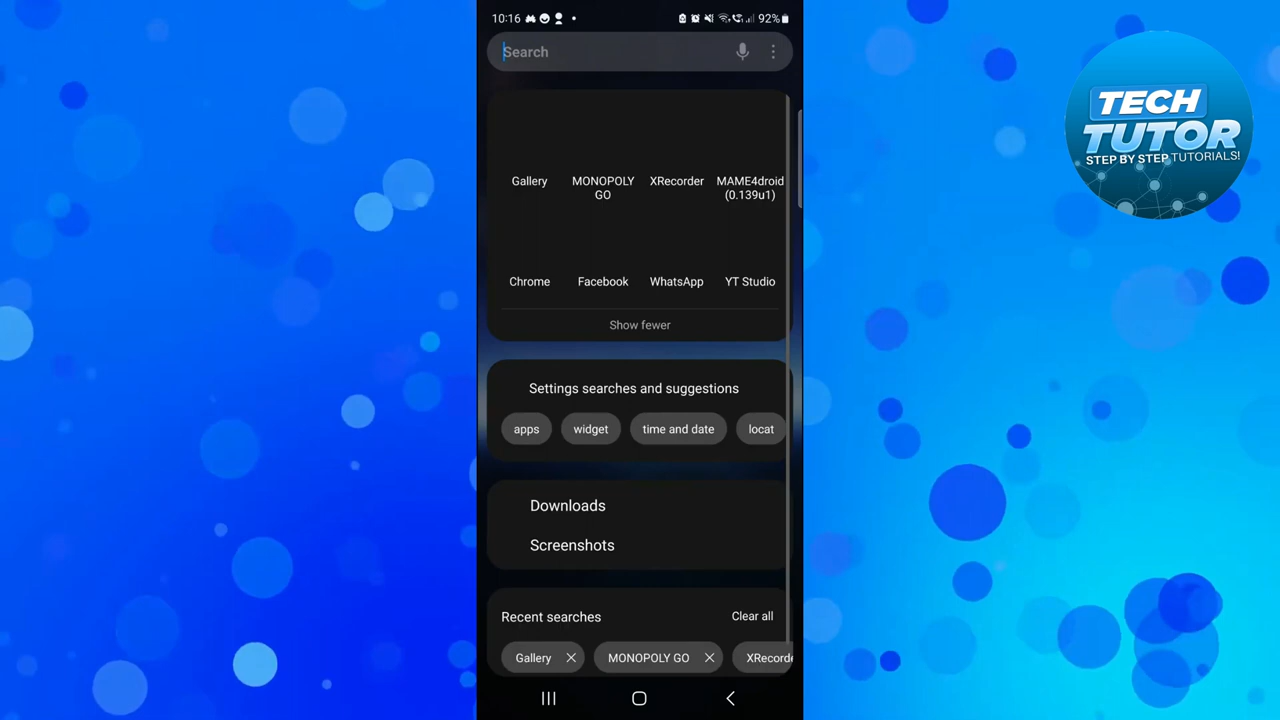 10:16
92%
Search
TECH
TUTOR
STEP BY STEP TUTORIALS!
Gallery
MONOPOLY
GO
XRecorder
MAME4droid
(0.139u1)
Chrome
Facebook
WhatsApp
YT Studio
Show fewer
Settings searches and suggestions
apps
widget
time and date
locat
Downloads
Screenshots
Recent searches
Clear all
Gallery
MONOPOLY GO
XRecorde